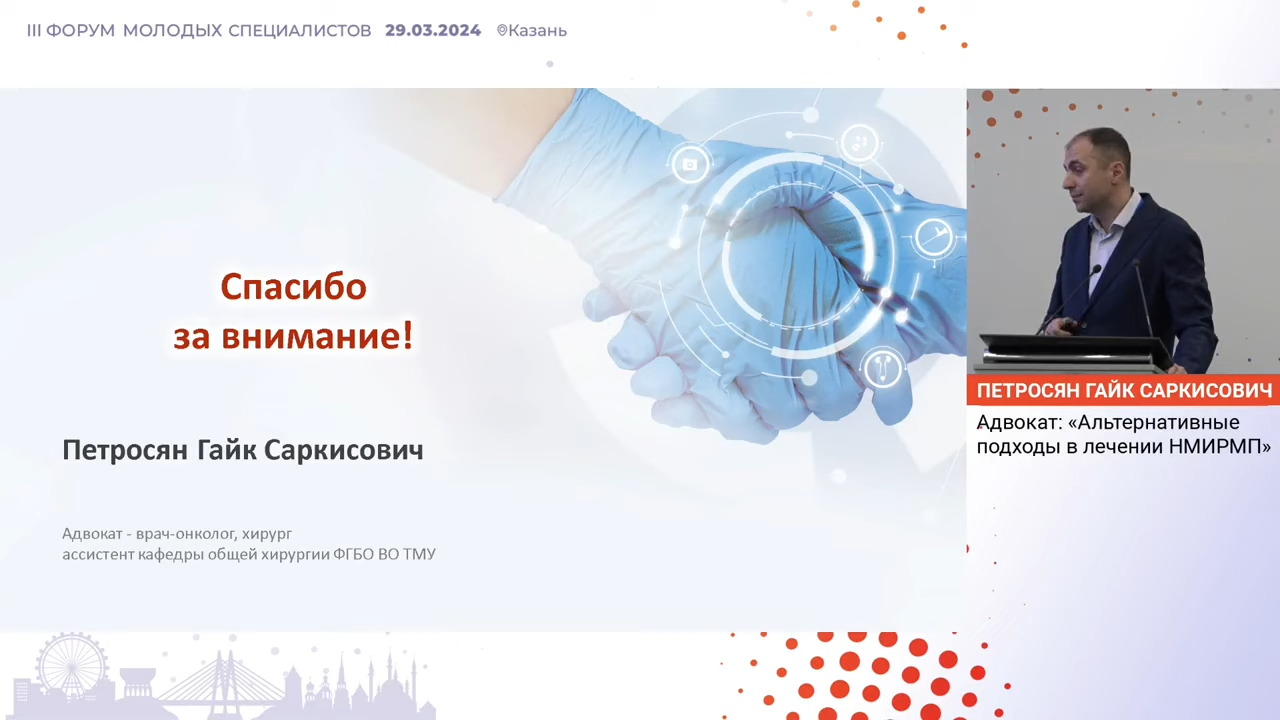 III ФОРУМ МОЛОДЫХ СПЕЦИАЛИСТОВ 29.03.2024 Казань
Спасибо
за внимание!
Петросян Гайк Саркисович
Адвокат - врач-онколог, хирург
ассистент кафедры общей хирургии ФГБО ВО ТМУ
ПЕТРОСЯН ГАЙК САРКИСОВИЧ
Адвокат: «Альтернативные
подходы в лечении НМИРМП»